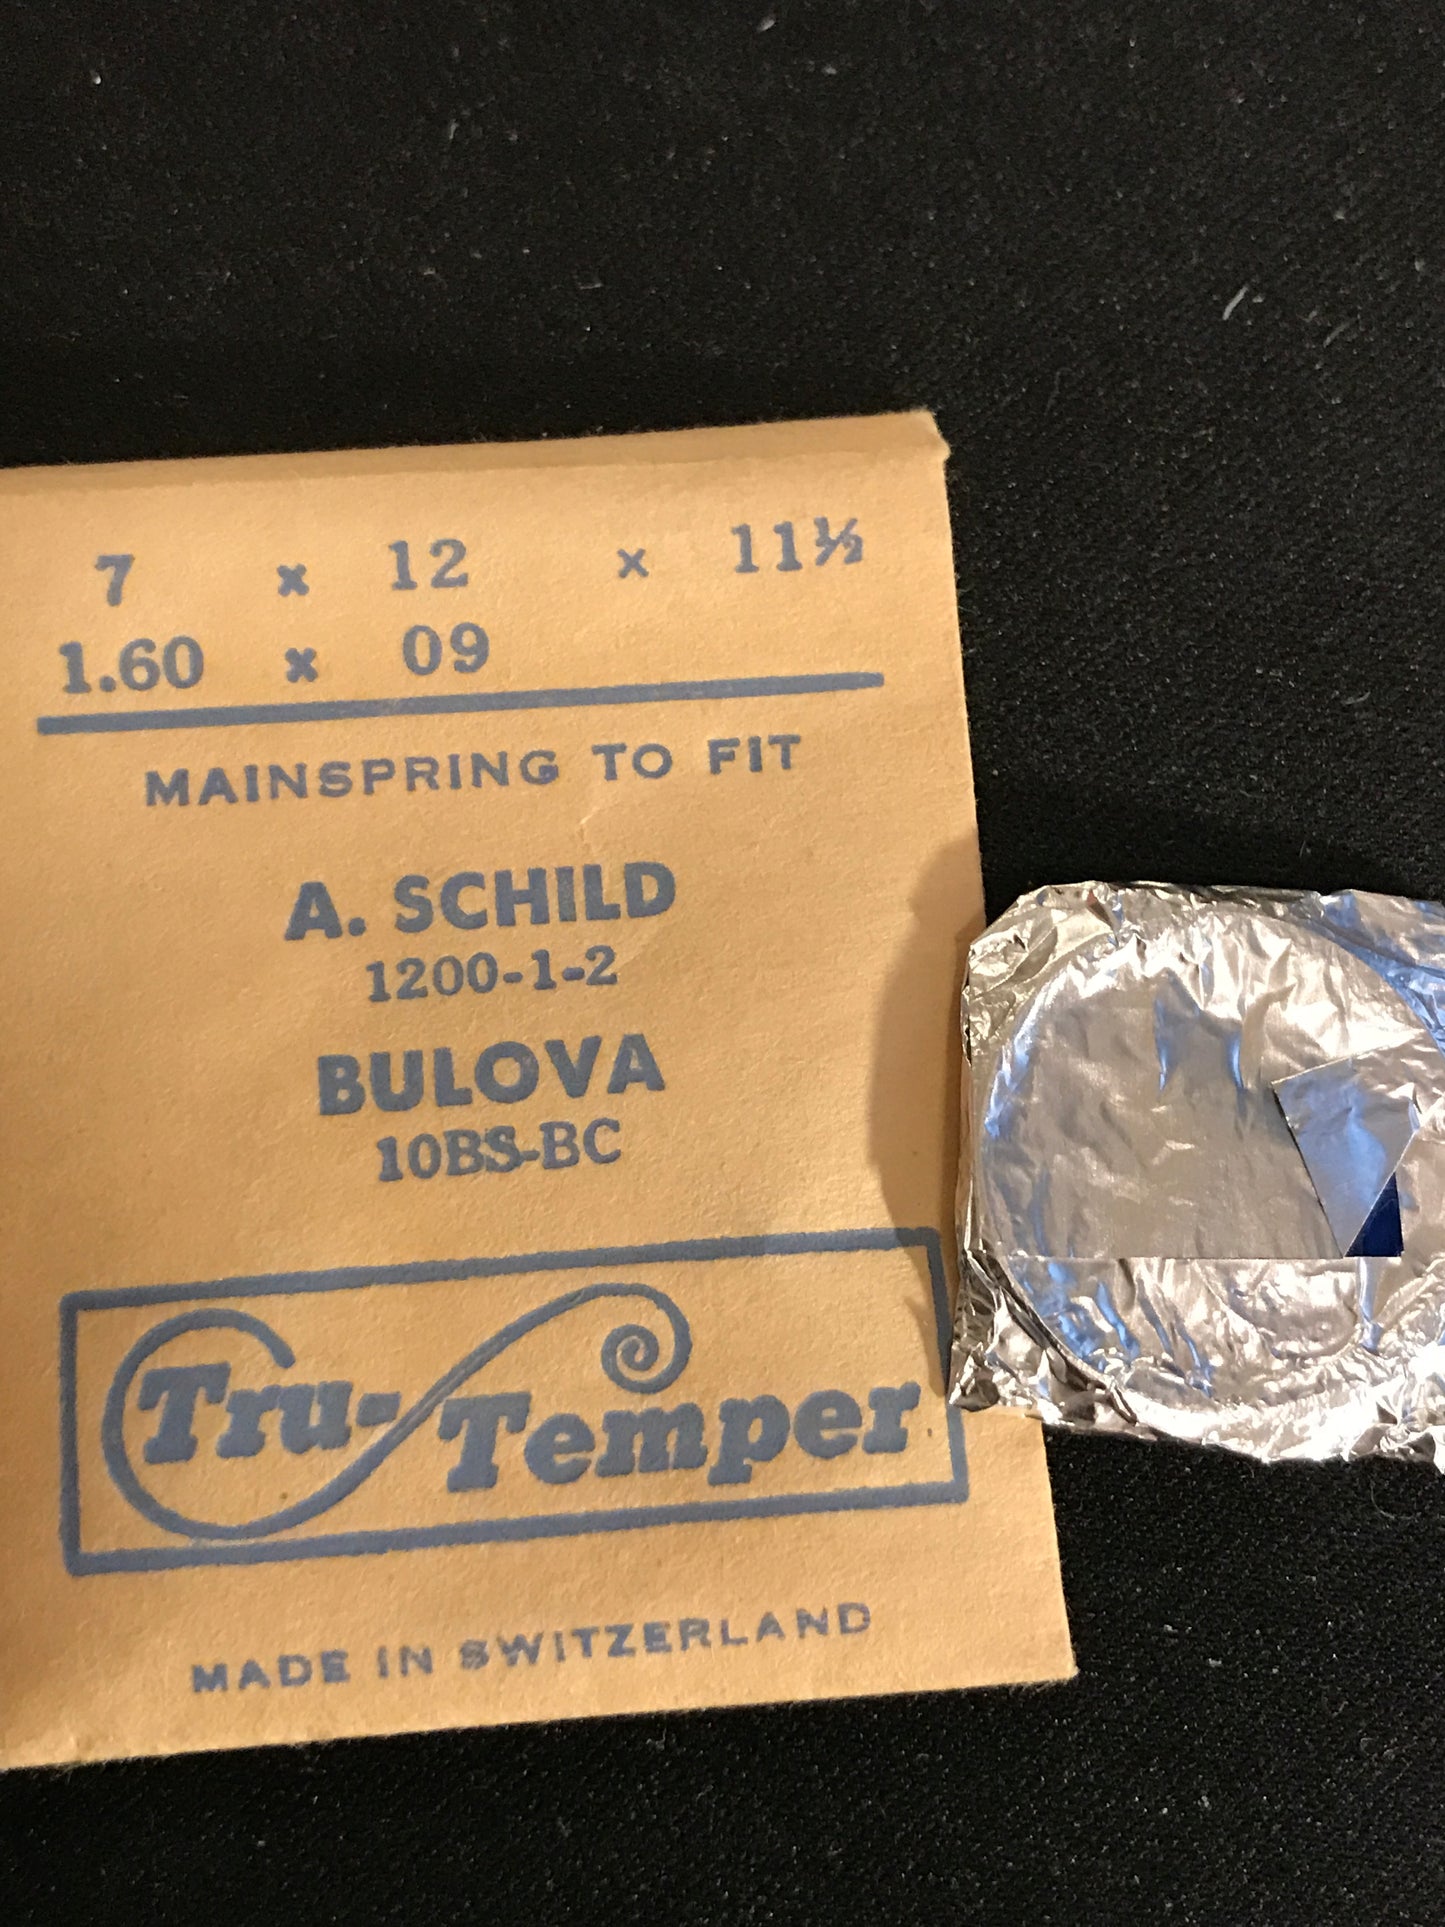 7 x 12 x 11½
1.60 x 09
MAINSPRING TO FIT
A. SCHILD
1200-1-2
BULOVA
10BS-BC
Tru-Temper
MADE IN SWITZERLAND